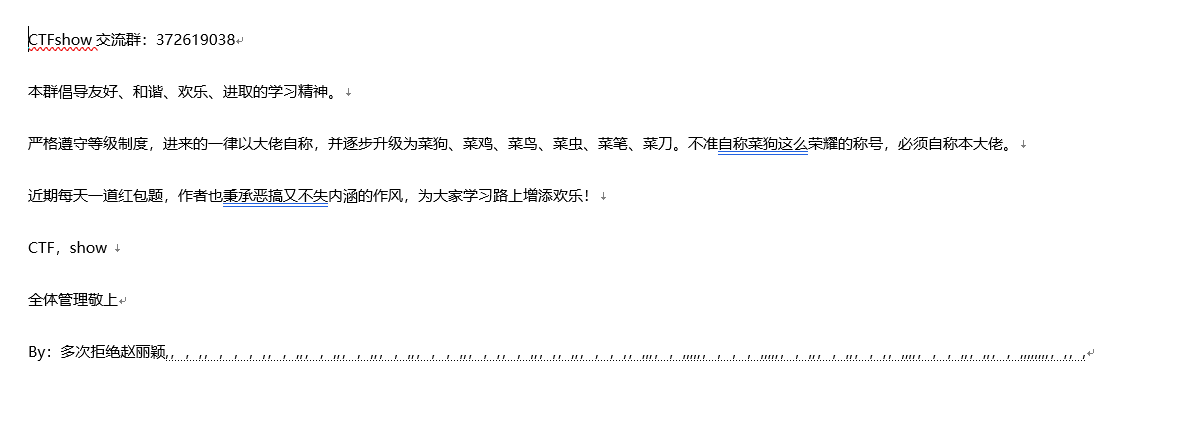 CTFshow 交流群：372619038
本群倡导友好、和谐、欢乐、进取的学习精神。
严格遵守等级制度，进来的一律以大佬自称，并逐步升级为菜狗、菜鸡、菜鸟、菜虫、菜笔、菜刀。不准自称菜狗这么荣耀的称号，必须自称本大佬。
近期每天一道红包题，作者也秉承恶搞又不失内涵的作风，为大家学习路上增添欢乐！
CTF，show
全体管理敬上
By：多次拒绝赵丽颖